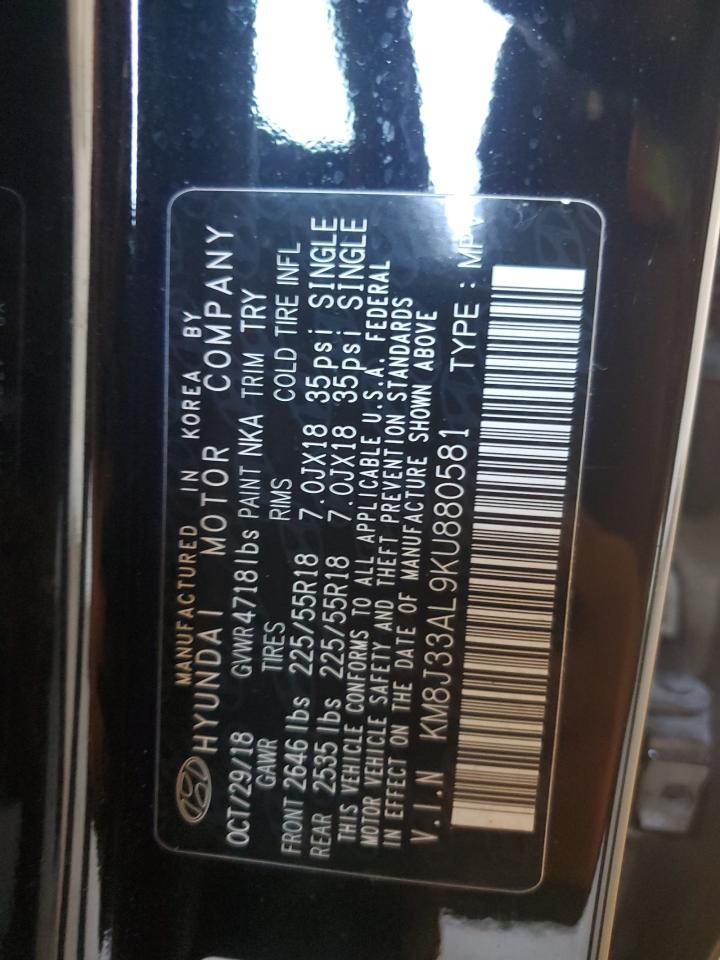 MANUFACTURED IN KOREA BY
HYUNDAI MOTOR COMPANY
OCT/29/18 GVWR 4718lbs PAINT NKA TRIM TRY
GAWR TIRES RIMS COLD TIRE INFL
FRONT 2646 lbs 225/55R18 7.0JX18 35psi SINGLE
REAR 2535 lbs 225/55R18 7.0JX18 35psi SINGLE
THIS VEHICLE CONFORMS TO ALL APPLICABLE U.S.A. FEDERAL
MOTOR VEHICLE SAFETY AND THEFT PREVENTION STANDARDS
IN EFFECT ON THE DATE OF MANUFACTURE SHOWN ABOVE
V.I.N KM8J33AL9KU880581 TYPE :